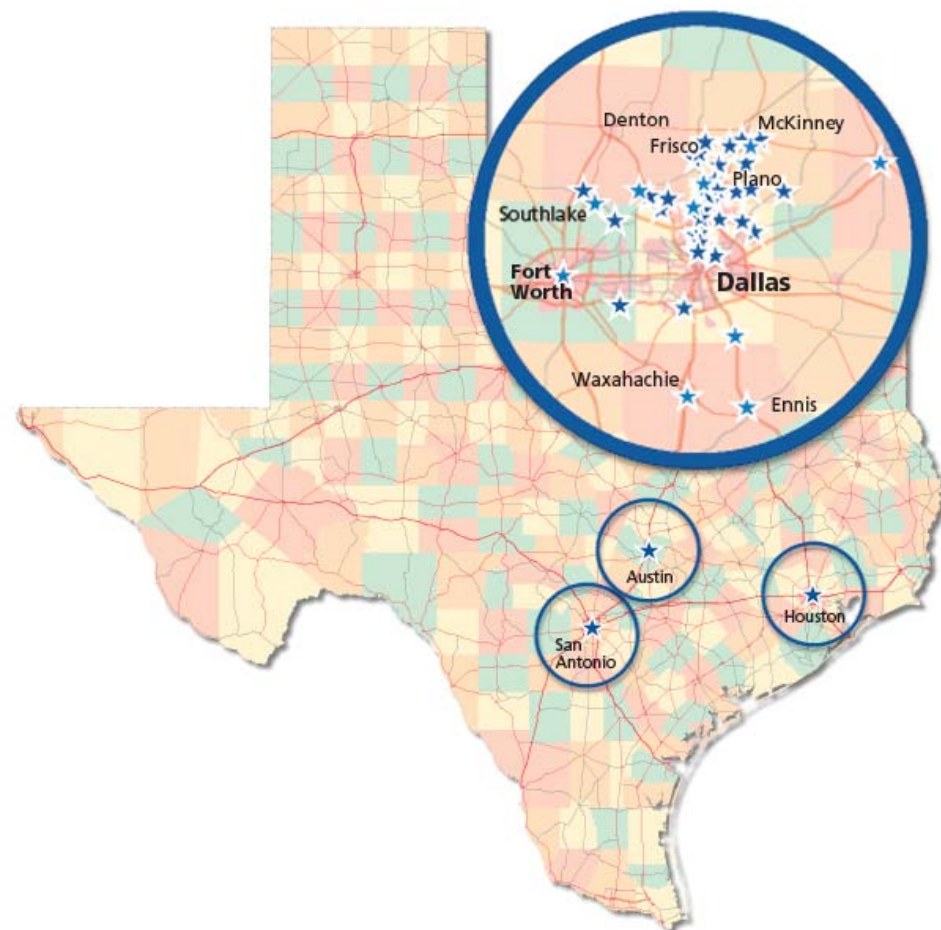 Denton
McKinney
Frisco
Plano
Southlake
Fort
Worth
Dallas
Waxahachie
Ennis
Austin
Houston
San
Antonio